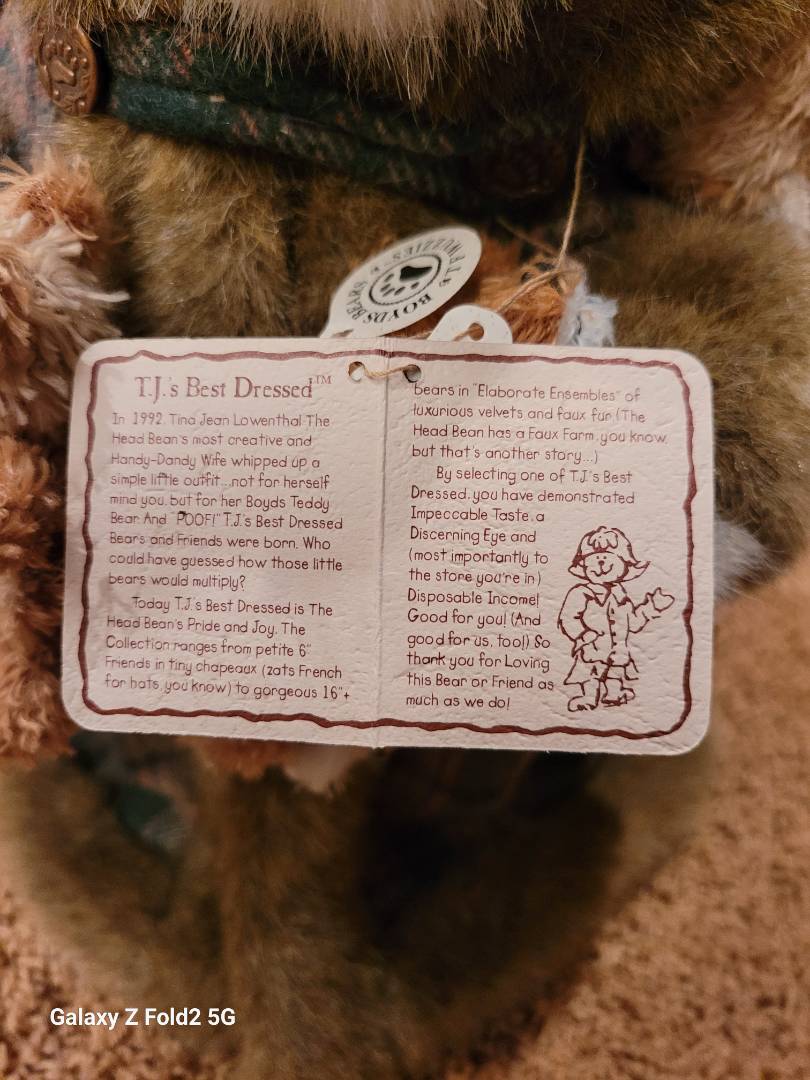 BOYDS BEARS
T.J.'s Best Dressed™
In 1992 Tina Jean Lowenthal The
Head Bean's most creative and
Handy-Dandy Wife whipped up a
simple little outfit...not for herself
mind you, but for her Boyds Teddy
Bear. And "POOF!" T.J.'s Best Dressed
Bears and Friends were born. Who
could have guessed how those little
bears would multiply?
Today T.J.'s Best Dressed is The
Head Bean's Pride and Joy. The
Collection ranges from petite 6"
Friends in tiny chapeaux (zats French
for hats, you know) to gorgeous 16"+
bears in "Elaborate Ensembles" of
luxurious velvets and faux fur (The
Head Bean has a Faux Farm, you know,
but that's another story...)
By selecting one of T.J.'s Best
Dressed, you have demonstrated
Impeccable Taste, a
Discerning Eye and
(most importantly to
the store you're in)
Disposable Income!
Good for you! (And
good for us, too!) So
thank you for Loving
this Bear or Friend as
much as we do!
Galaxy Z Fold2 5G